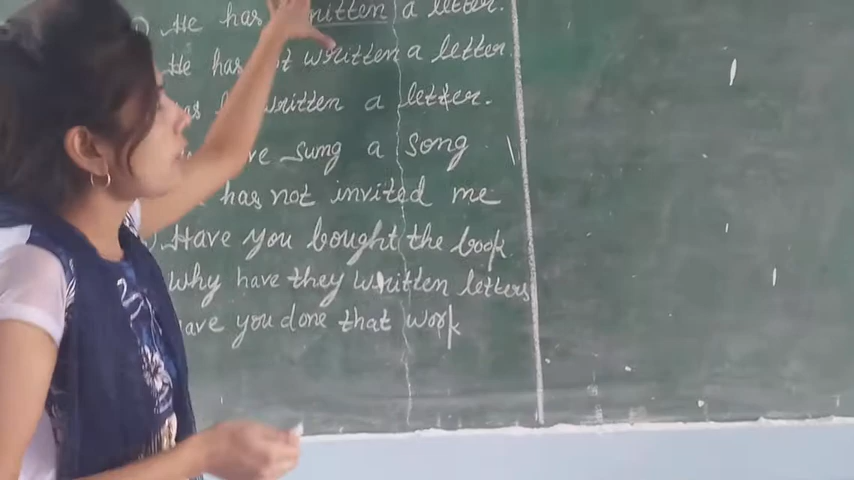 He has written a letter.
He has written a letter
written a letter.
sung a song
has not invited me
Have you bought the book
Why have they written letters
you done that work